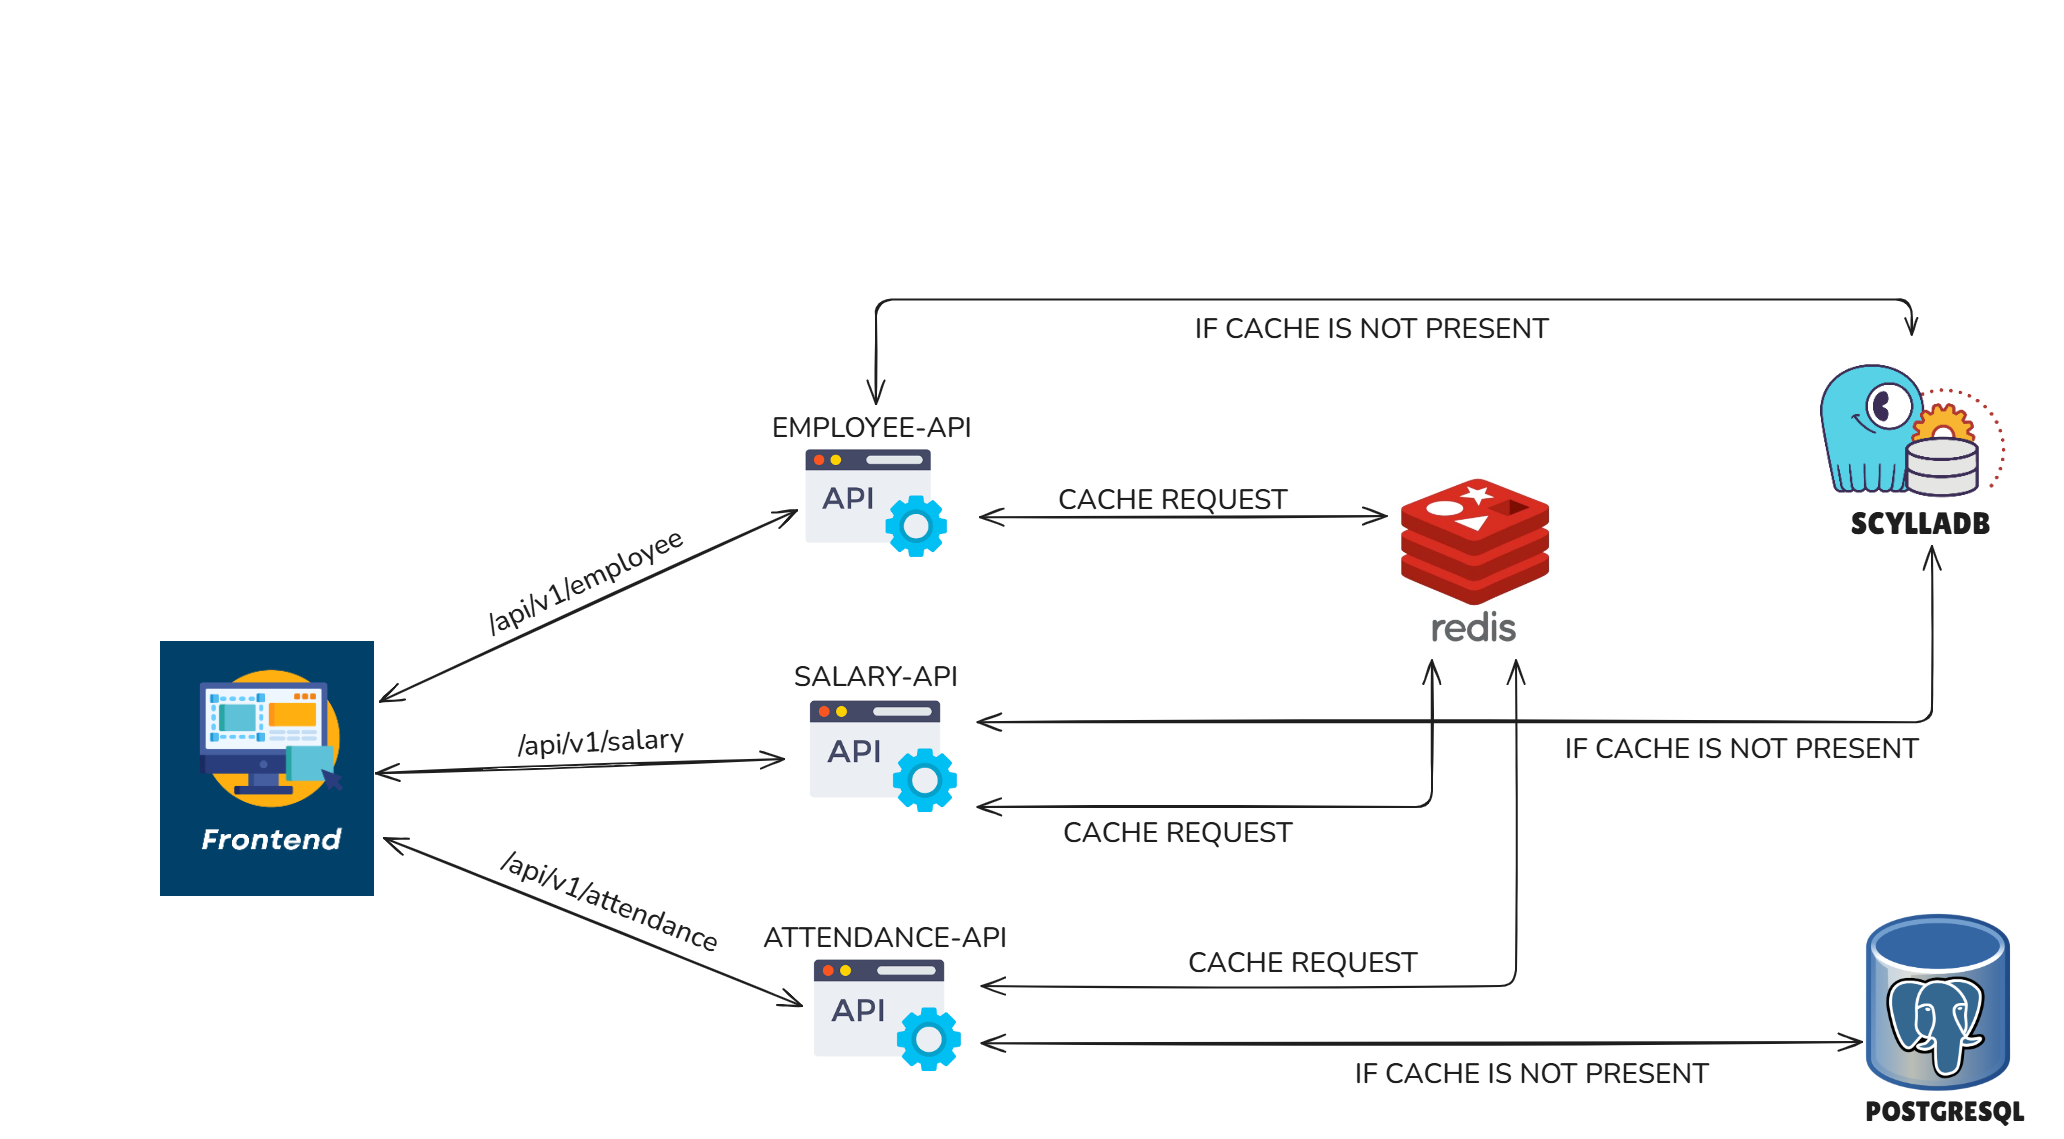 IF CACHE IS NOT PRESENT
EMPLOYEE-API
API
CACHE REQUEST
redis
SCYLLADB
/api/v1/employee
SALARY-API
API
/api/v1/salary
IF CACHE IS NOT PRESENT
CACHE REQUEST
Frontend
/api/v1/attendance
ATTENDANCE-API
API
CACHE REQUEST
IF CACHE IS NOT PRESENT
POSTGRESQL